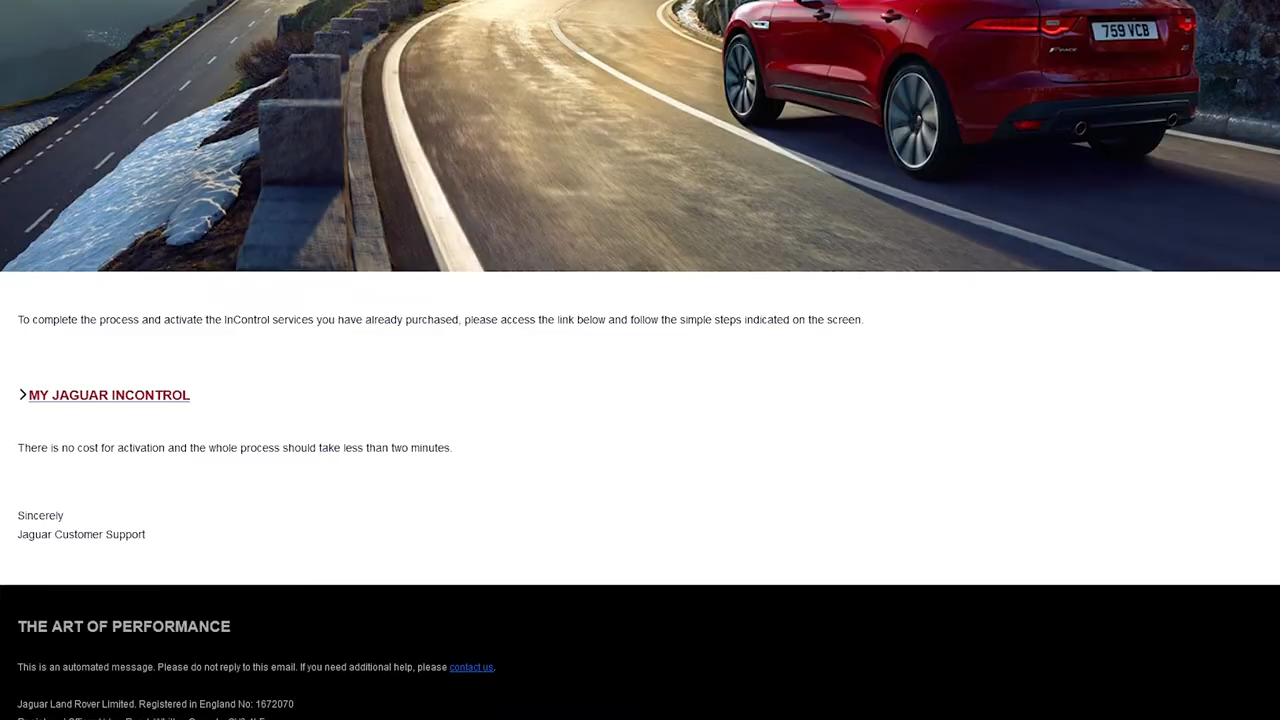 759 VCB
F-PACE
To complete the process and activate the InControl services you have already purchased, please access the link below and follow the simple steps indicated on the screen.
MY JAGUAR INCONTROL
There is no cost for activation and the whole process should take less than two minutes.
Sincerely
Jaguar Customer Support
THE ART OF PERFORMANCE
This is an automated message. Please do not reply to this email. If you need additional help, please contact us.
Jaguar Land Rover Limited. Registered in England No: 1672070